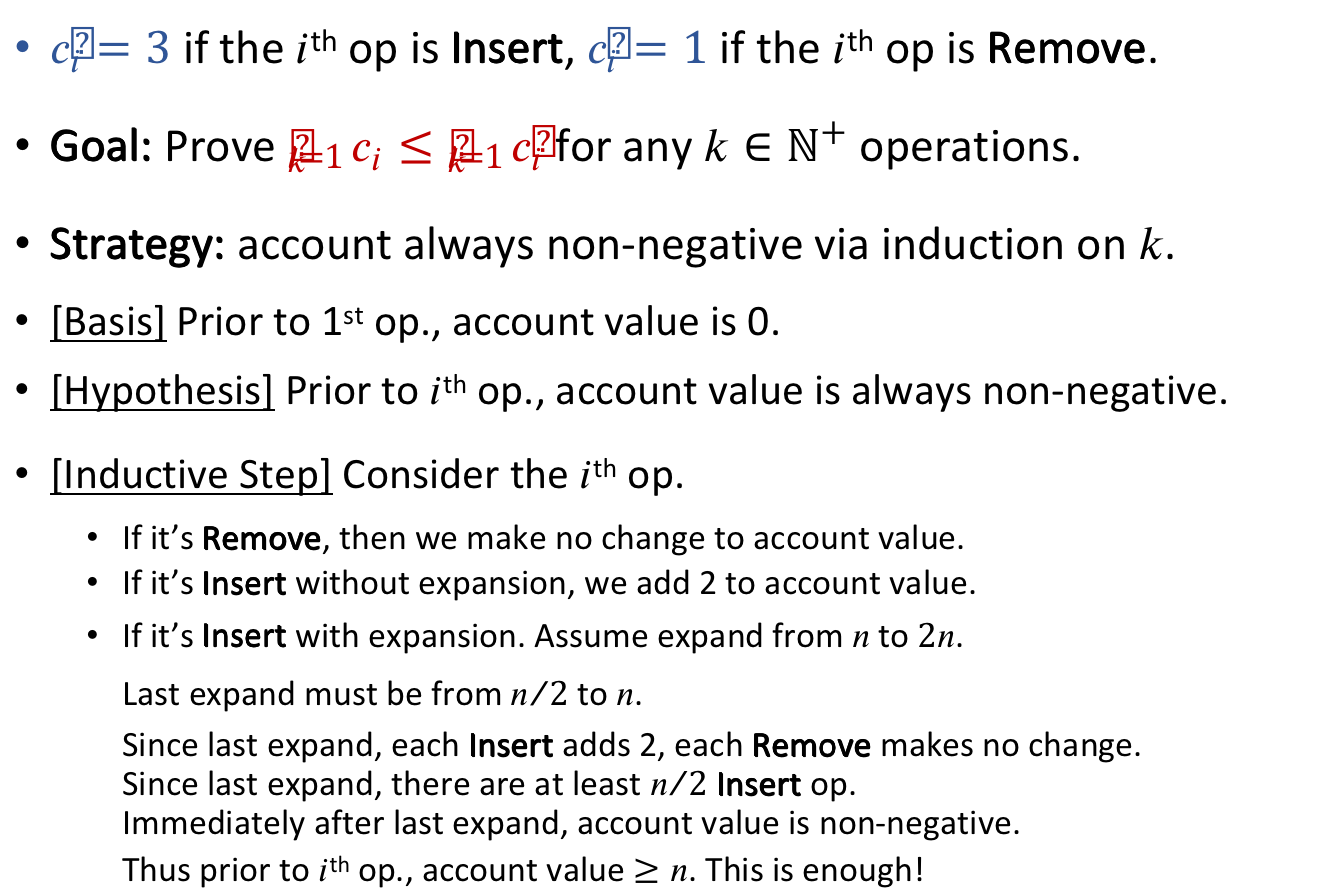 • c͡i = 3 if the iᵗʰ op is Insert, c͡i = 1 if the iᵗʰ op is Remove.
• Goal: Prove =1 cᵢ ≤ =1 cᵢ for any k ∈ ℕ⁺ operations.
• Strategy: account always non-negative via induction on k.
• [Basis] Prior to 1ˢᵗ op., account value is 0.
• [Hypothesis] Prior to iᵗʰ op., account value is always non-negative.
• [Inductive Step] Consider the iᵗʰ op.
• If it’s Remove, then we make no change to account value.
• If it’s Insert without expansion, we add 2 to account value.
• If it’s Insert with expansion. Assume expand from n to 2n.
Last expand must be from n/2 to n.
Since last expand, each Insert adds 2, each Remove makes no change.
Since last expand, there are at least n/2 Insert op.
Immediately after last expand, account value is non-negative.
Thus prior to iᵗʰ op., account value ≥ n. This is enough!